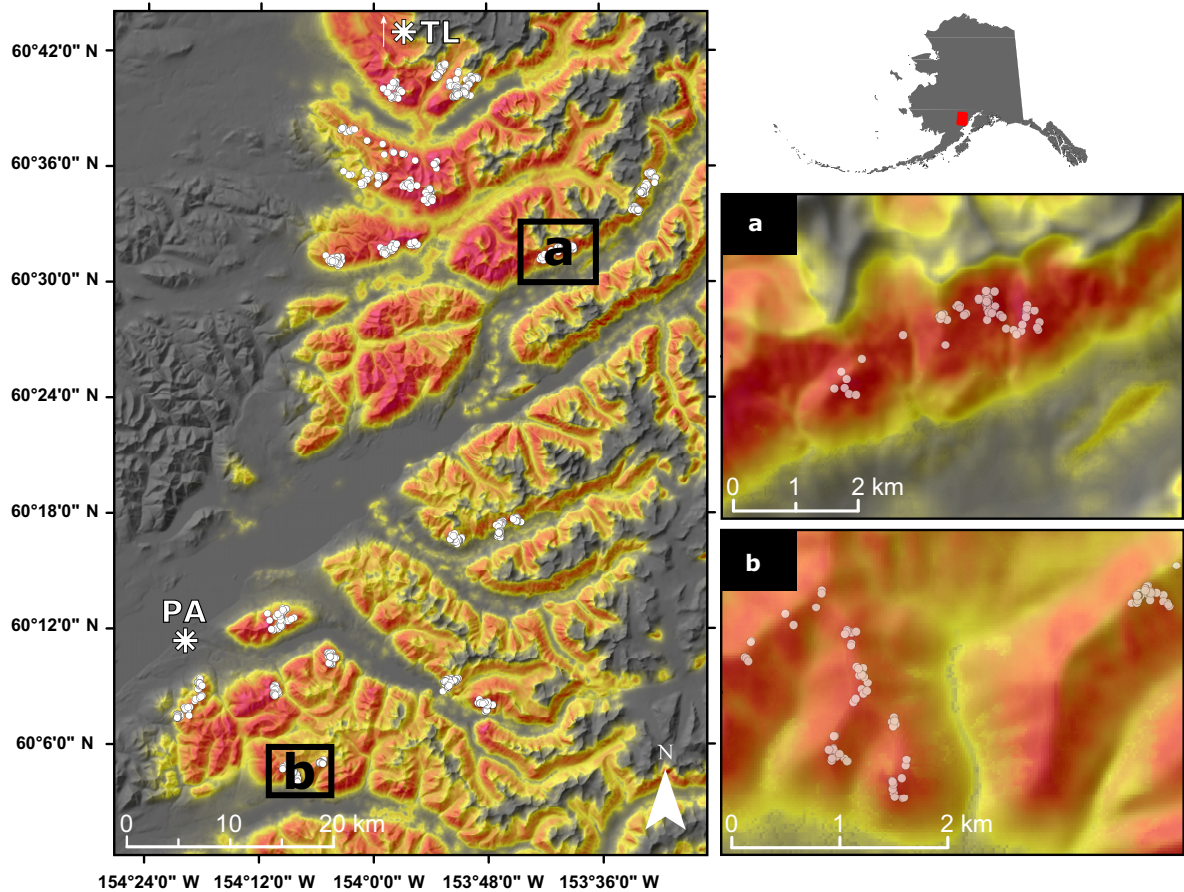 TL
60°42'0" N
60°36'0" N
60°30'0" N
60°24'0" N
60°18'0" N
60°12'0" N
60°6'0" N
a
PA
b
N
0 10 20 km
154°24'0" W 154°12'0" W 154°0'0" W 153°48'0" W 153°36'0" W
a
0 1 2 km
b
0 1 2 km